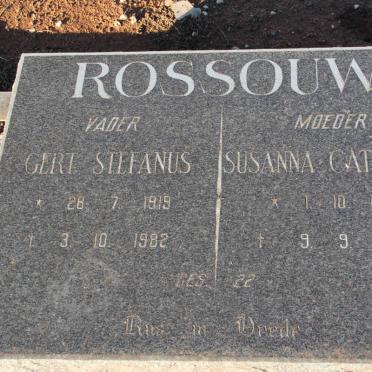 ROSSOUW
VADER MOEDER
GERT STEFANUS SUSANNA
* 28 7 1919 * 1 10
† 3 10 1982 † 9 9
GES. 22
Rus in Vrede